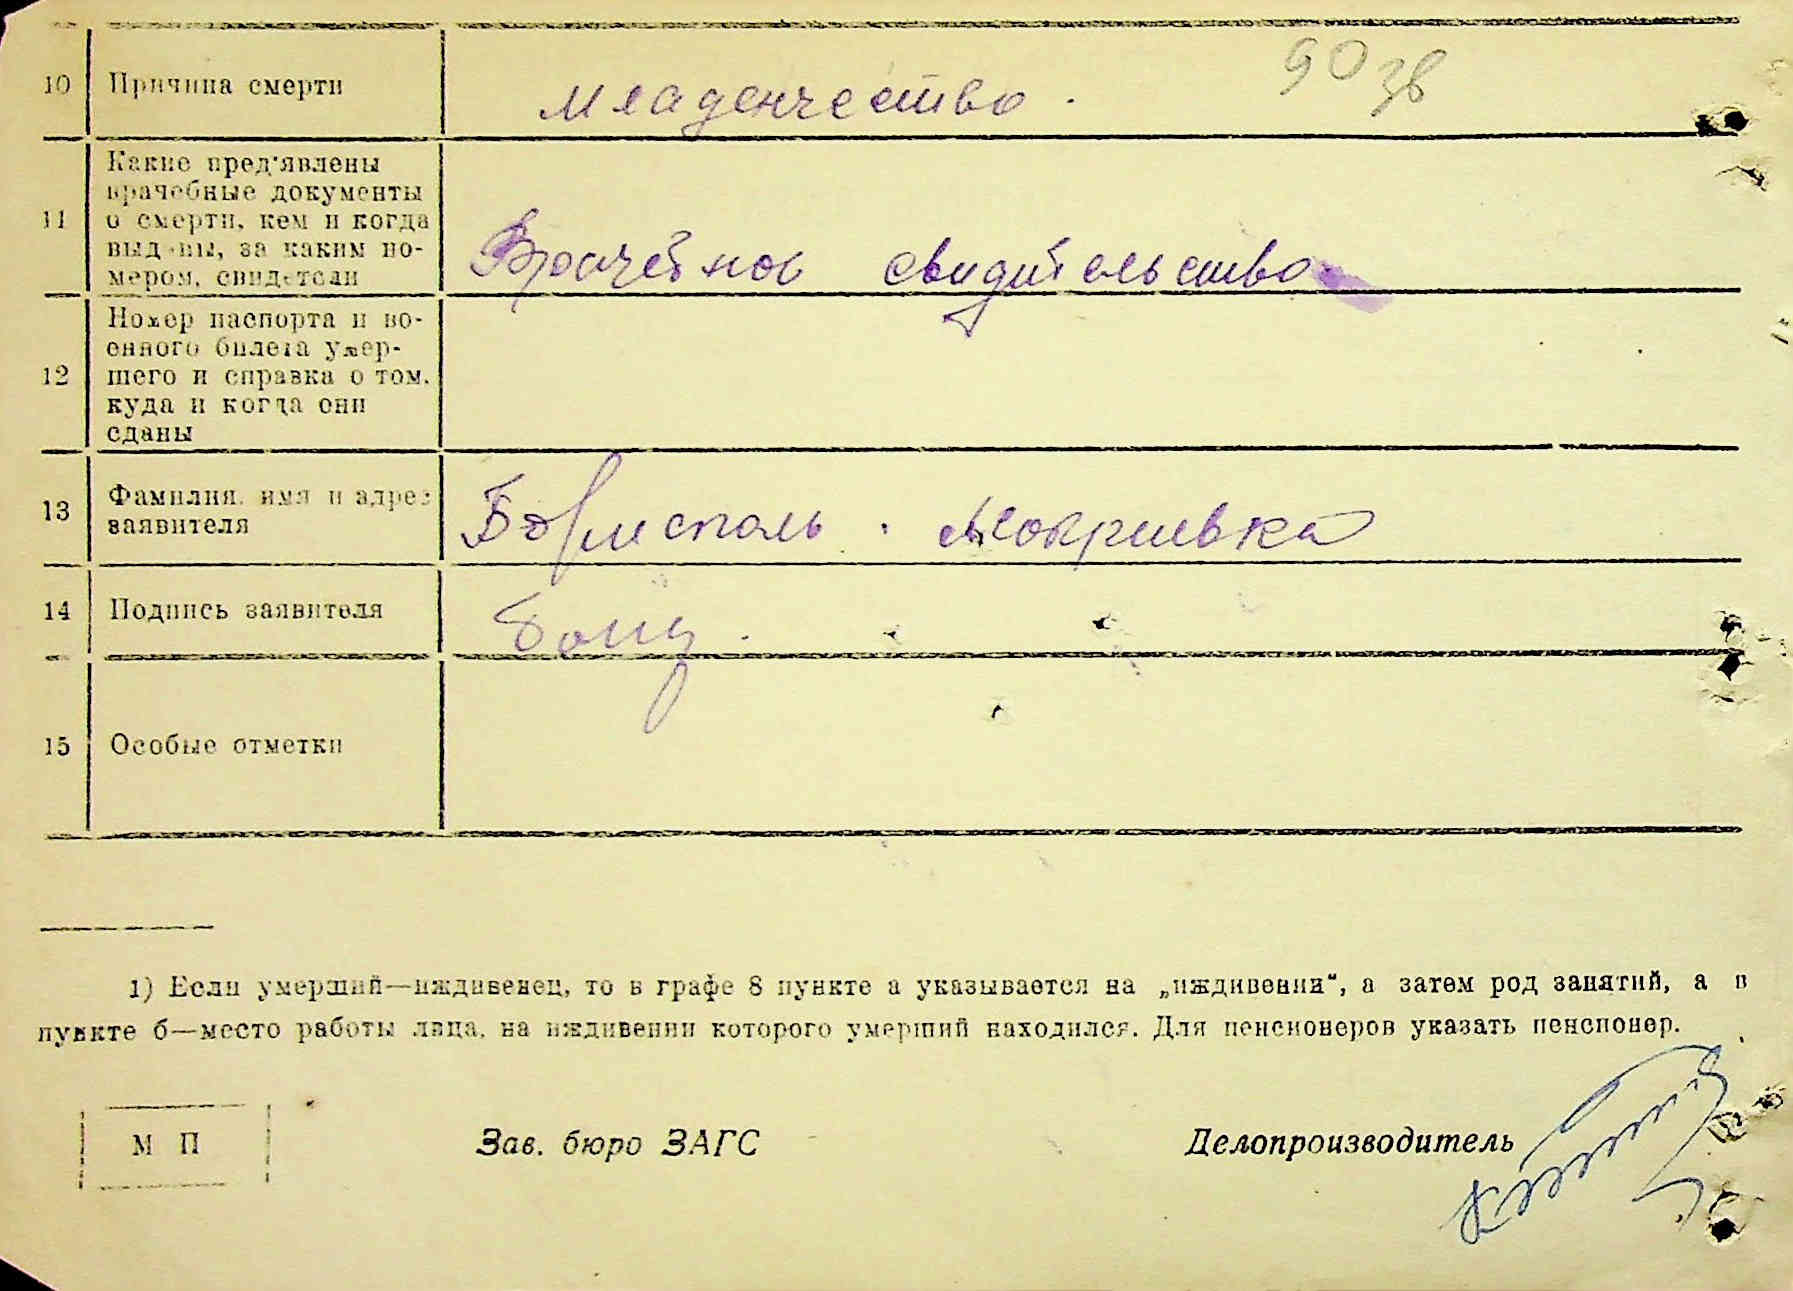 10 Причина смерти Младенчество. 90 зв
11 Какие пред'явлены
врачебные документы
о смерти, кем и когда
выданы, за каким но-
мером, свидетели Врачебное свидительство.
12 Номер паспорта и во-
енного билета умер-
шего и справка о том,
куда и когда они
сданы
13 Фамилия, имя и адрес
заявителя Борисполь.
14 Подпись заявителя
15 Особые отметки
1) Если умерший—иждивенец, то в графе 8 пункте а указывается на „иждивении“, а затем род занятий, а в
пункте б—место работы лица, на иждивении которого умерший находился. Для пенсионеров указать пенсионер.
М П Зав. бюро ЗАГС Делопроизводитель